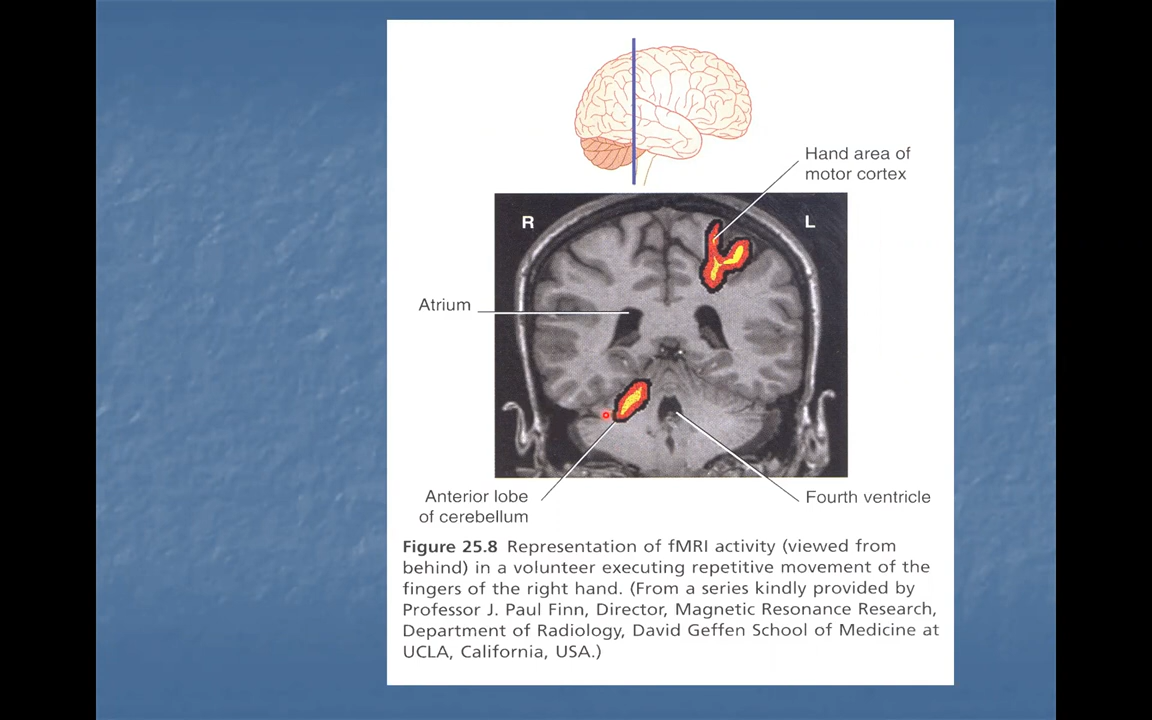 Hand area of
motor cortex
R
L
Atrium
Anterior lobe
of cerebellum
Fourth ventricle
Figure 25.8 Representation of fMRI activity (viewed from
behind) in a volunteer executing repetitive movement of the
fingers of the right hand. (From a series kindly provided by
Professor J. Paul Finn, Director, Magnetic Resonance Research,
Department of Radiology, David Geffen School of Medicine at
UCLA, California, USA.)